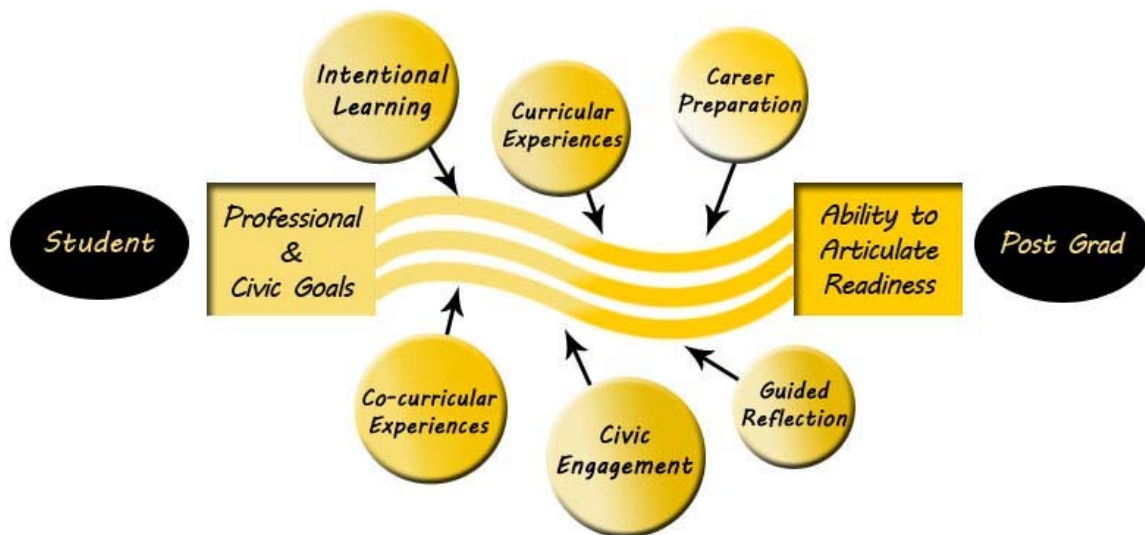 Intentional
Learning
Curricular
Experiences
Career
Preparation
Student
Professional
&
Civic Goals
Ability to
Articulate
Readiness
Post Grad
Co-curricular
Experiences
Civic
Engagement
Guided
Reflection